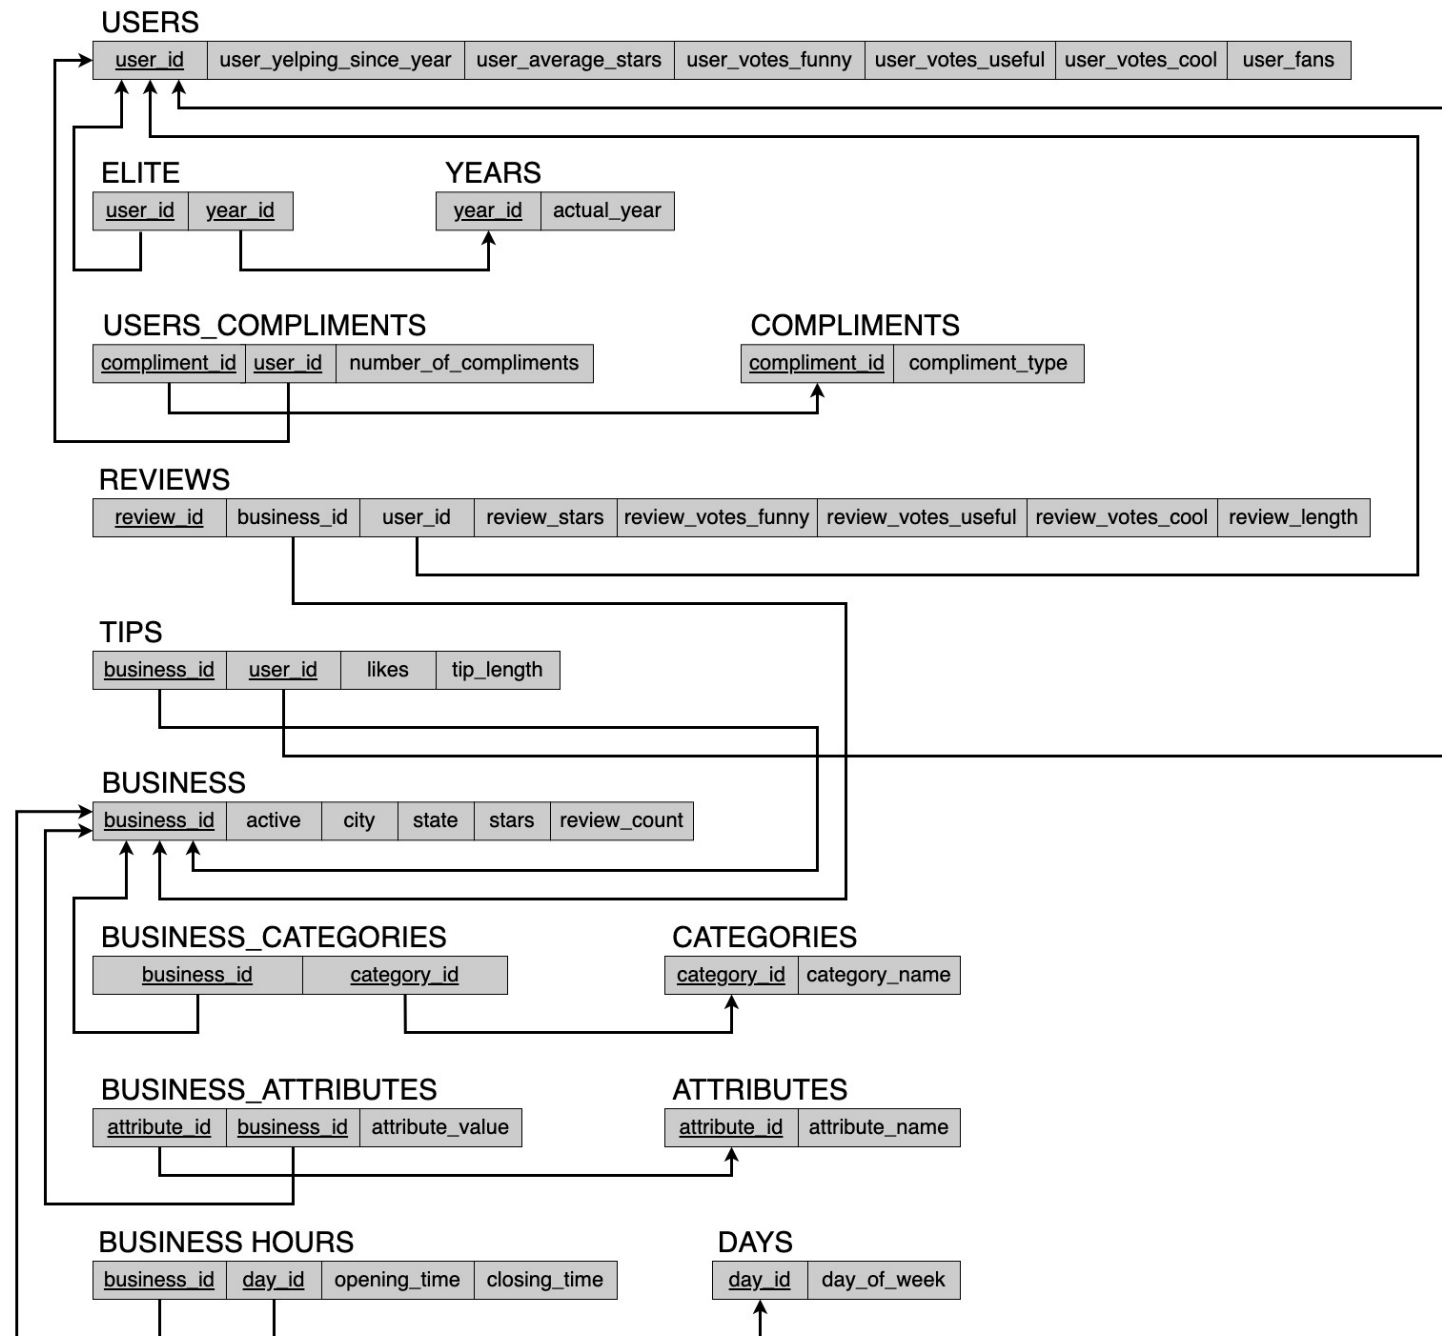 USERS
user_id user_yelping_since_year user_average_stars user_votes_funny user_votes_useful user_votes_cool user_fans
ELITE YEARS
user_id year_id year_id actual_year
USERS_COMPLIMENTS COMPLIMENTS
compliment_id user_id number_of_compliments compliment_id compliment_type
REVIEWS
review_id business_id user_id review_stars review_votes_funny review_votes_useful review_votes_cool review_length
TIPS
business_id user_id likes tip_length
BUSINESS
business_id active city state stars review_count
BUSINESS_CATEGORIES CATEGORIES
business_id category_id category_id category_name
BUSINESS_ATTRIBUTES ATTRIBUTES
attribute_id business_id attribute_value attribute_id attribute_name
BUSINESS HOURS DAYS
business_id day_id opening_time closing_time day_id day_of_week